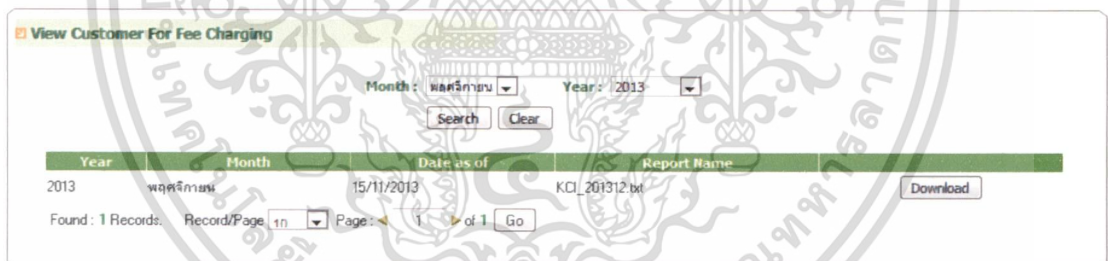 View Customer For Fee Charging
Month : พฤศจิกายน Year : 2013
Search Clear
Year Month Date as of Report Name
2013 พฤศจิกายน 15/11/2013 KCI_201312.txt Download
Found : 1 Records. Record/Page 10 Page : 1 of 1 Go